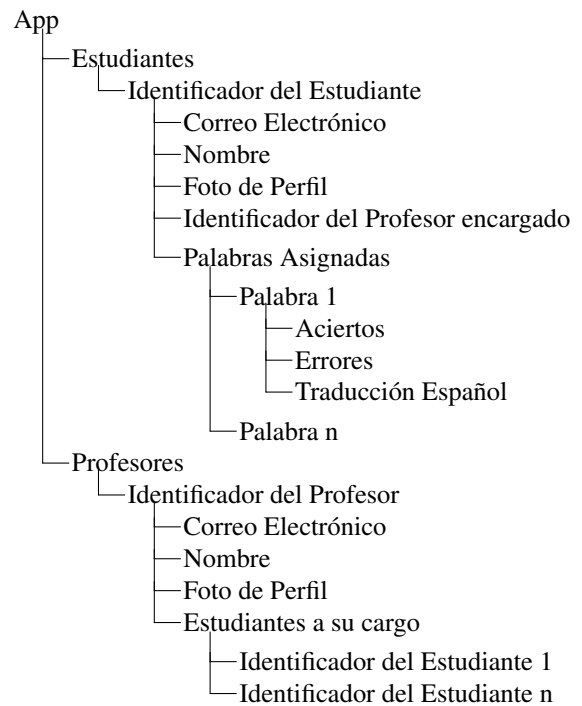 App
Estudiantes
Identificador del Estudiante
Correo Electrónico
Nombre
Foto de Perfil
Identificador del Profesor encargado
Palabras Asignadas
Palabra 1
Aciertos
Errores
Traducción Español
Palabra n
Profesores
Identificador del Profesor
Correo Electrónico
Nombre
Foto de Perfil
Estudiantes a su cargo
Identificador del Estudiante 1
Identificador del Estudiante n